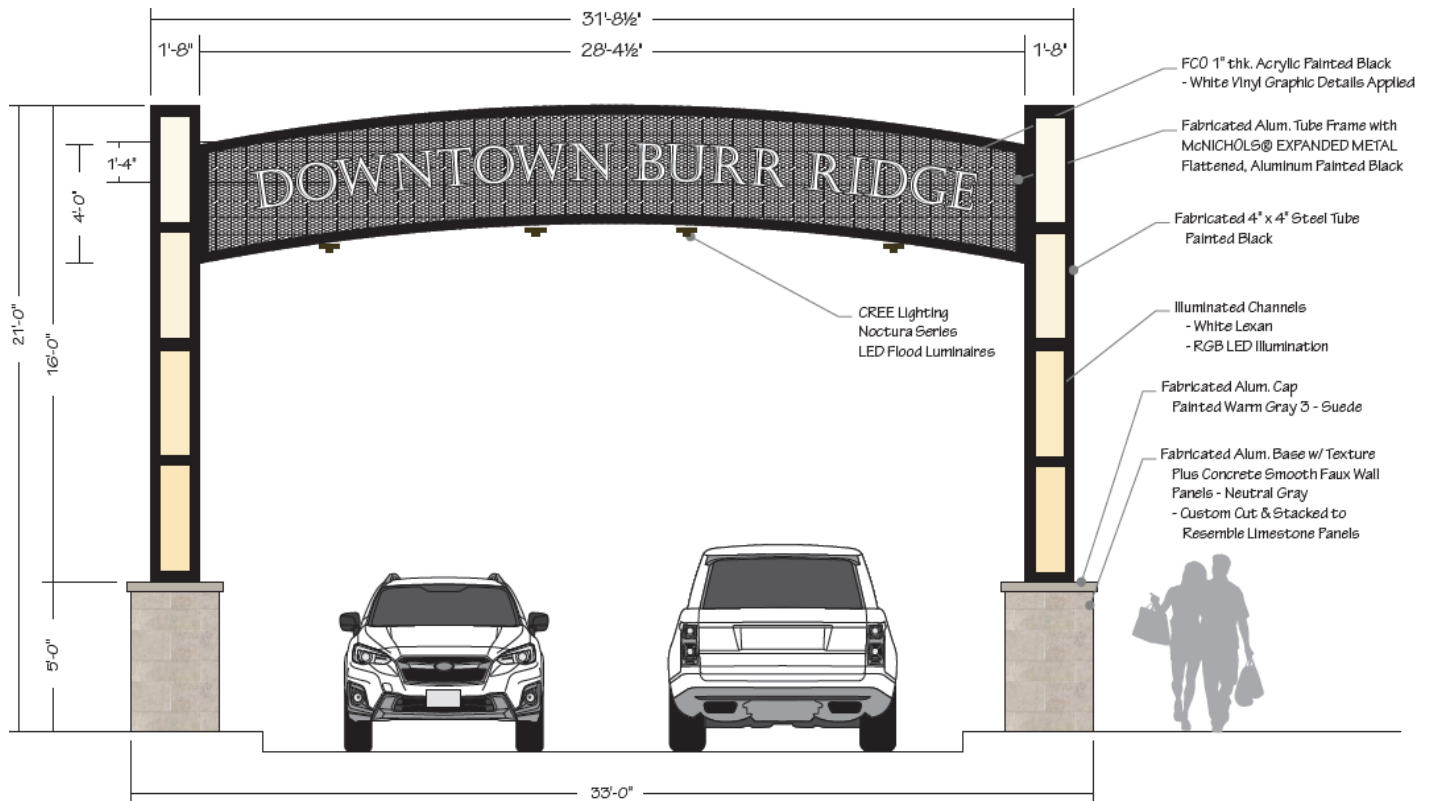 31'-8½"
1'-8"
28'-4½"
1'-8"
FCO 1" thk. Acrylic Painted Black
- White Vinyl Graphic Details Applied
Fabricated Alum. Tube Frame with
McNICHOLS® EXPANDED METAL
Flattened, Aluminum Painted Black
1'-4"
4'-0"
DOWNTOWN BURR RIDGE
Fabricated 4" x 4" Steel Tube
Painted Black
21'-0"
16'-0"
CREE Lighting
Noctura Series
LED Flood Luminaires
Illuminated Channels
- White Lexan
- RGB LED Illumination
Fabricated Alum. Cap
Painted Warm Gray 3 - Suede
Fabricated Alum. Base w/ Texture
Plus Concrete Smooth Faux Wall
Panels - Neutral Gray
- Custom Cut & Stacked to
Resemble Limestone Panels
5'-0"
33'-0"